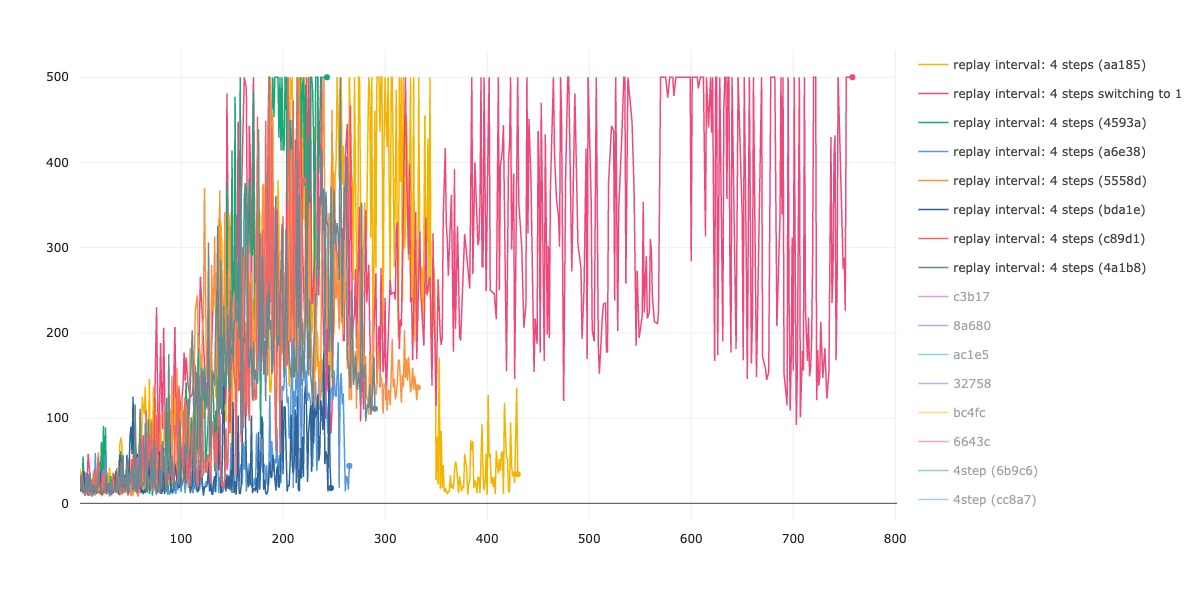 500
400
300
200
100
0
100 200 300 400 500 600 700 800
replay interval: 4 steps (aa185)
replay interval: 4 steps switching to 1
replay interval: 4 steps (4593a)
replay interval: 4 steps (a6e38)
replay interval: 4 steps (5558d)
replay interval: 4 steps (bda1e)
replay interval: 4 steps (c89d1)
replay interval: 4 steps (4a1b8)
c3b17
8a680
ac1e5
32758
bc4fc
6643c
4step (6b9c6)
4step (cc8a7)